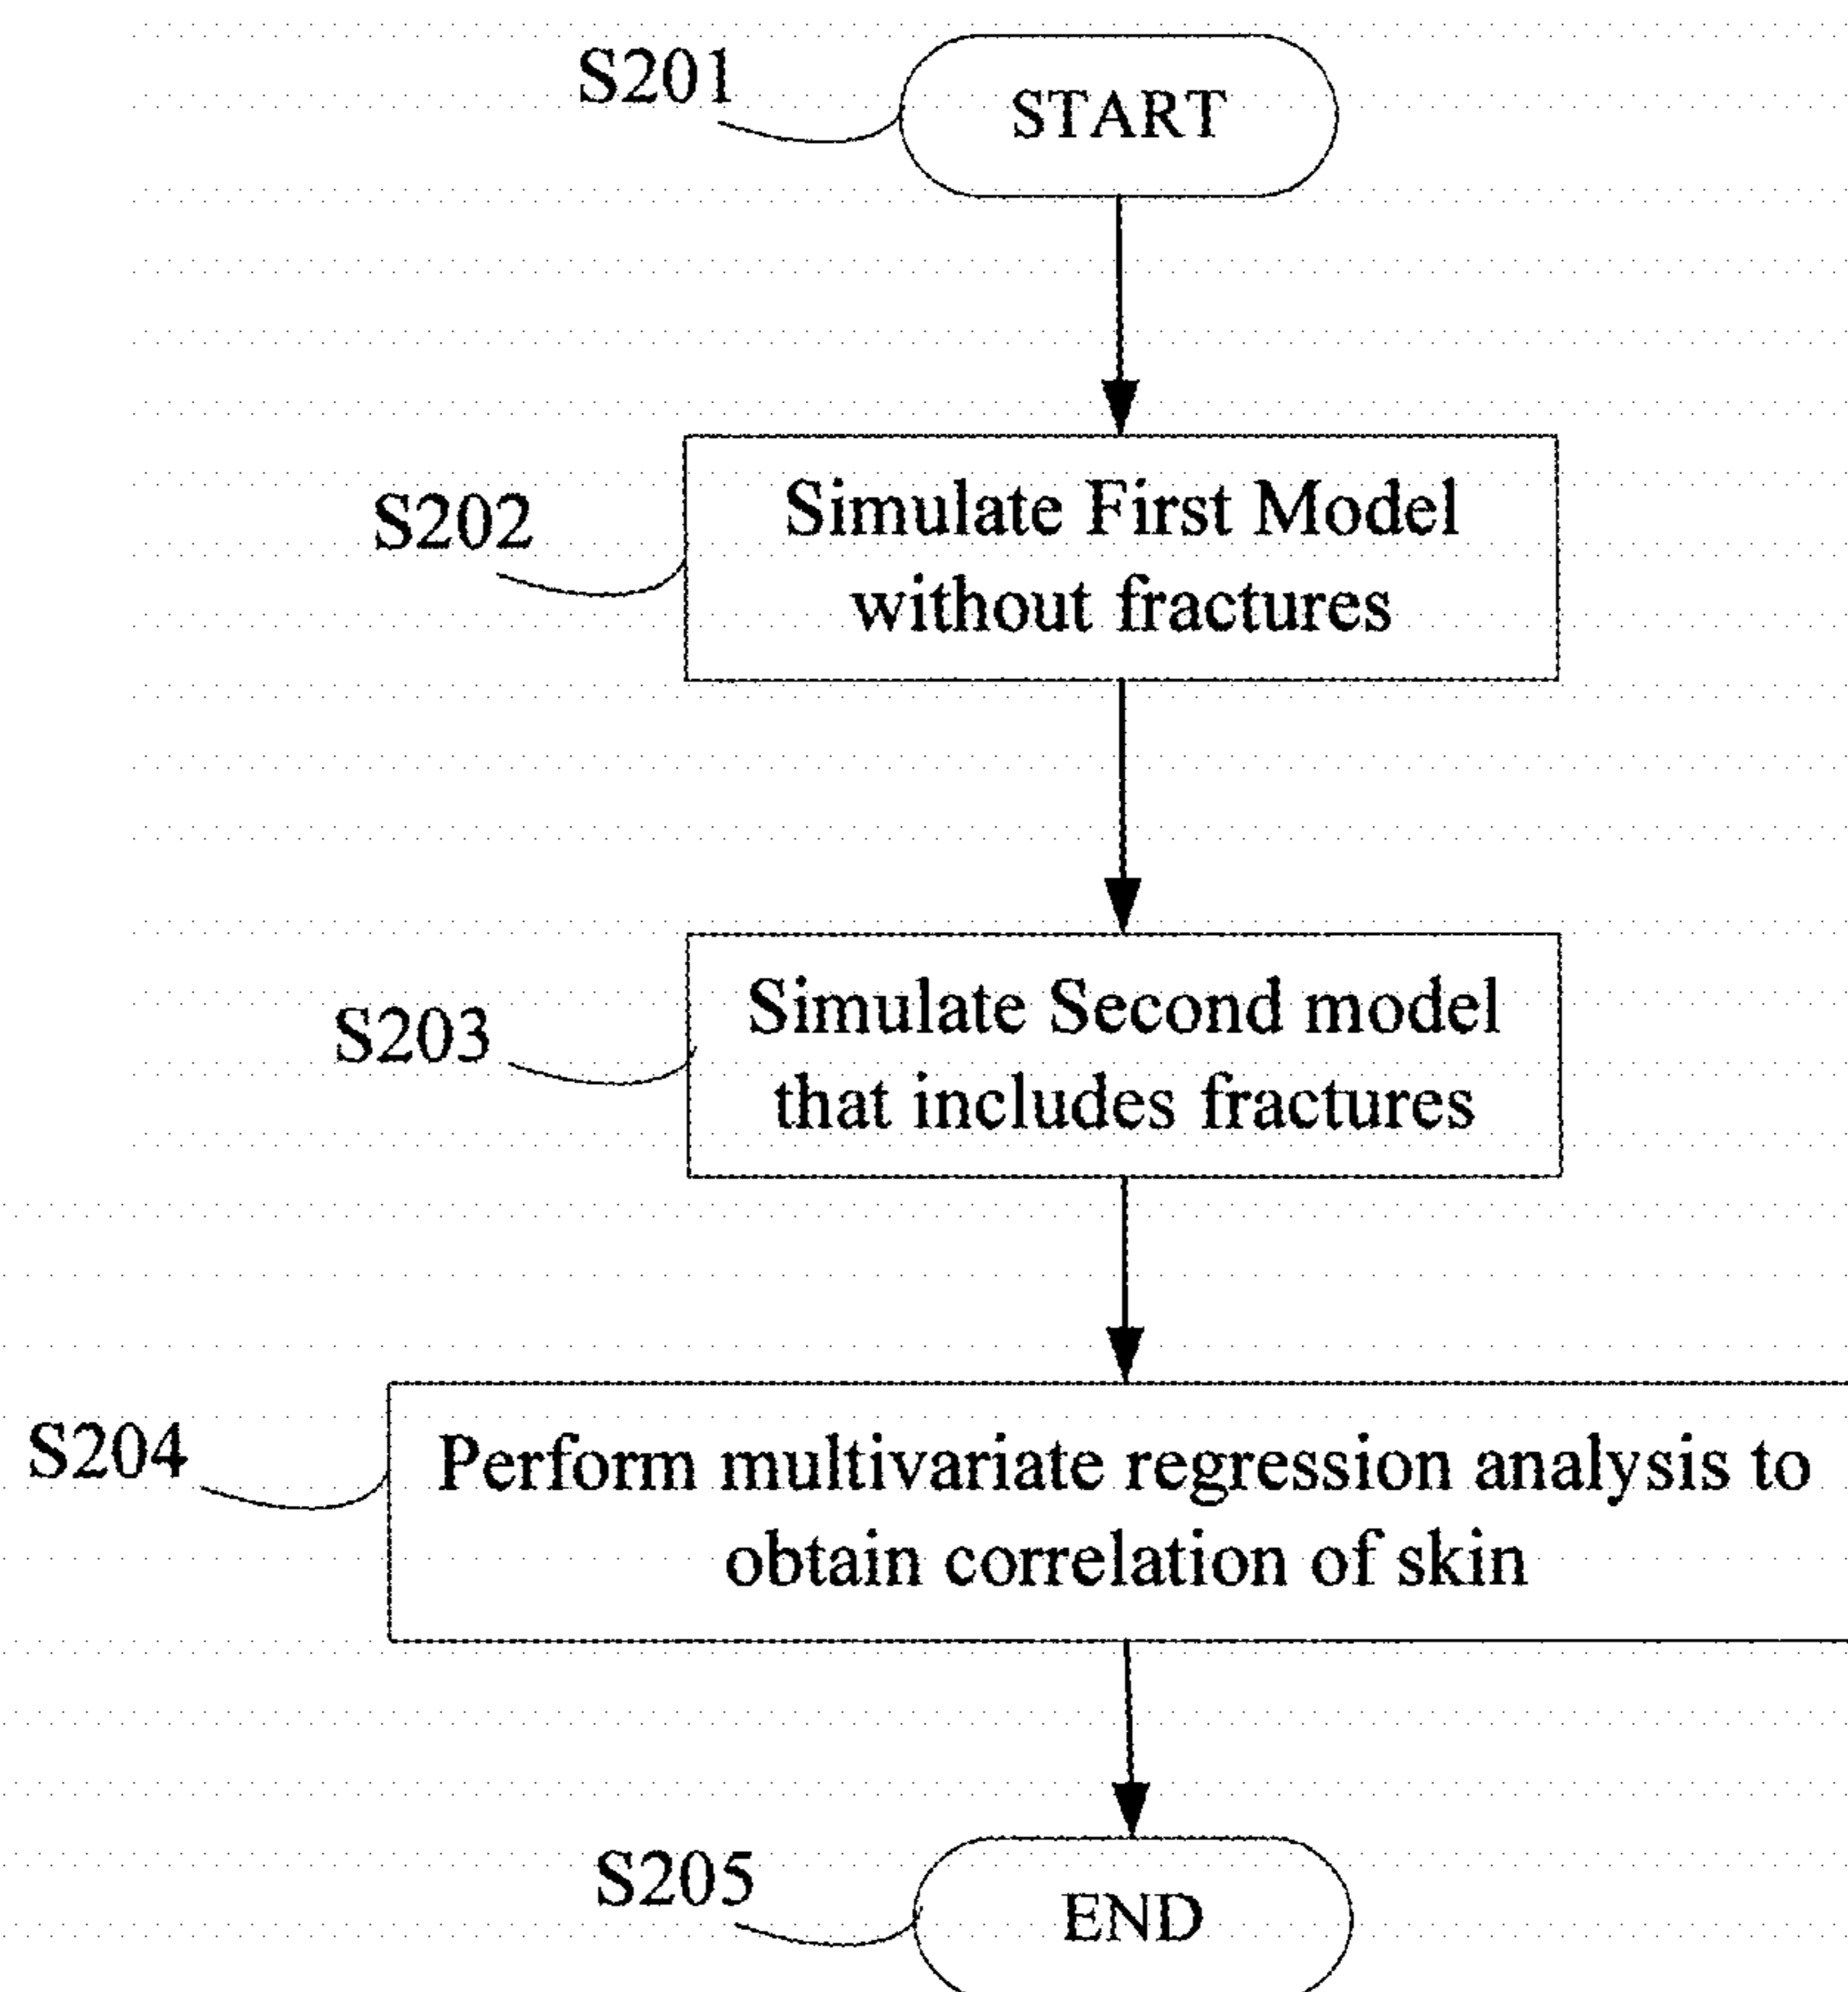 S201
START
S202
Simulate First Model
without fractures
S203
Simulate Second model
that includes fractures
S204
Perform multivariate regression analysis to
obtain correlation of skin
S205
END